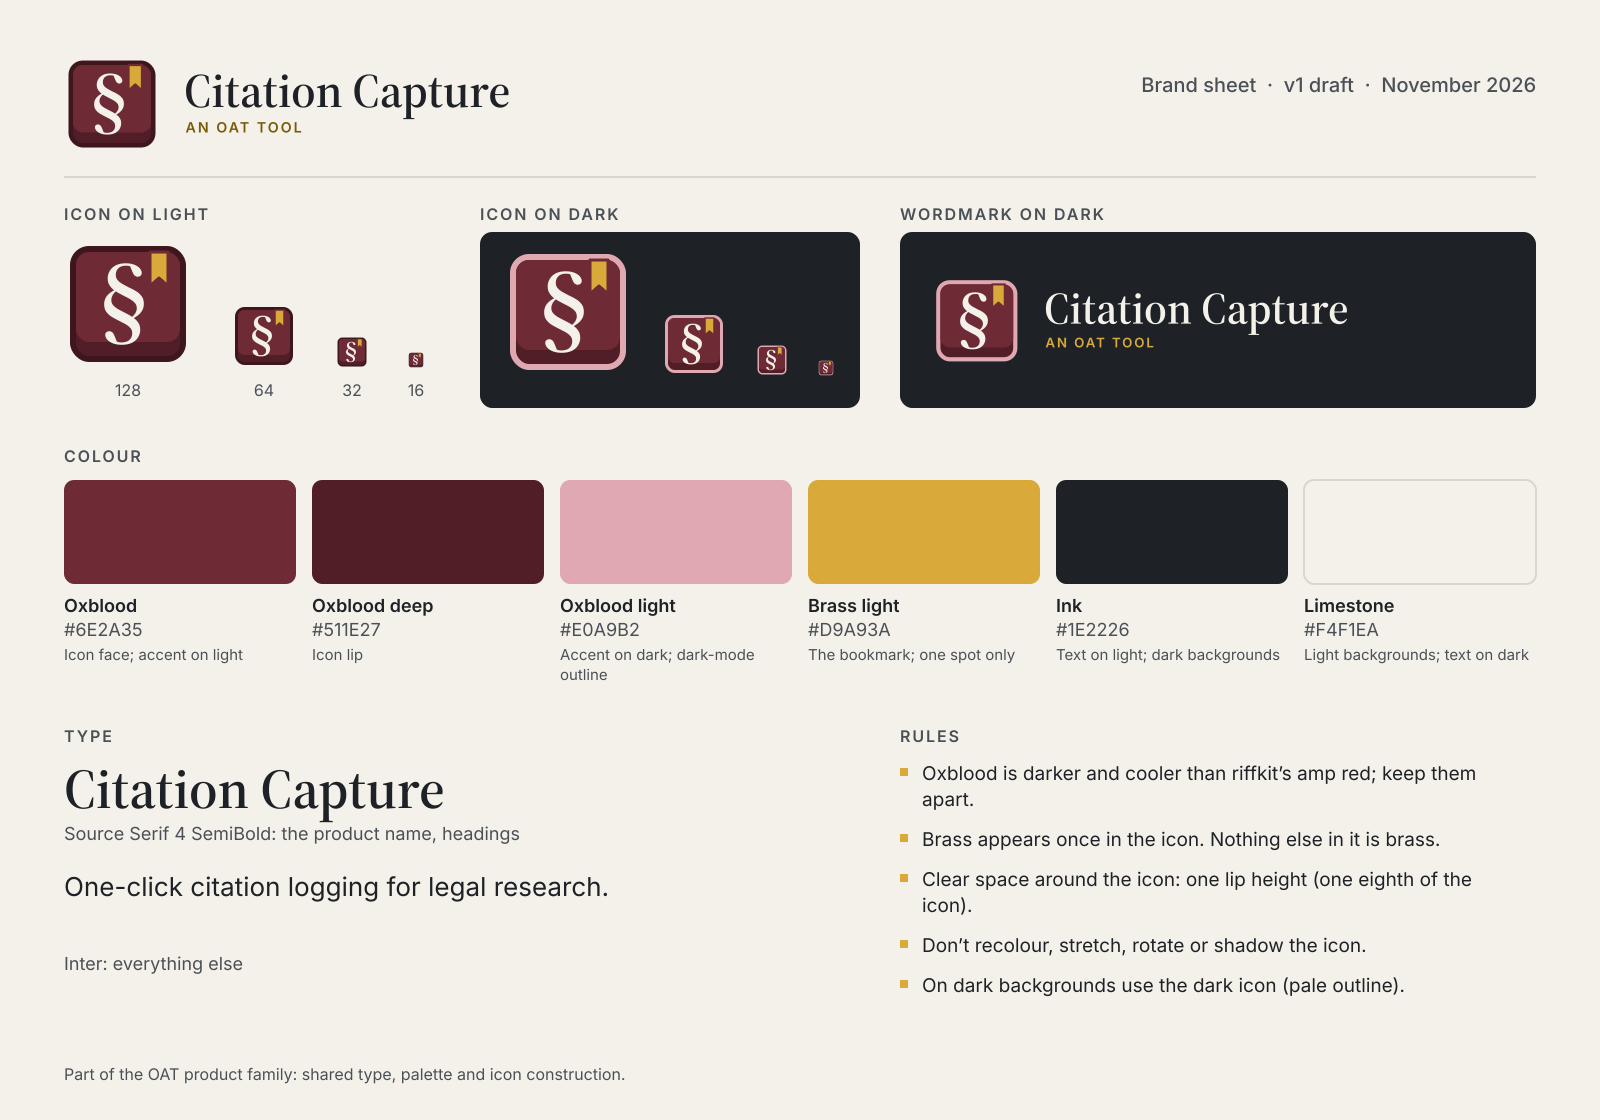 §
Citation Capture
AN OAT TOOL
Brand sheet · v1 draft · November 2026
ICON ON LIGHT
§
§
§
§
128
64
32
16
ICON ON DARK
§
§
§
§
WORDMARK ON DARK
§
Citation Capture
AN OAT TOOL
COLOUR
Oxblood
#6E2A35
Icon face; accent on light
Oxblood deep
#511E27
Icon lip
Oxblood light
#E0A9B2
Accent on dark; dark-mode
outline
Brass light
#D9A93A
The bookmark; one spot only
Ink
#1E2226
Text on light; dark backgrounds
Limestone
#F4F1EA
Light backgrounds; text on dark
TYPE
Citation Capture
Source Serif 4 SemiBold: the product name, headings
One-click citation logging for legal research.
Inter: everything else
RULES
Oxblood is darker and cooler than riffkit’s amp red; keep them
apart.
Brass appears once in the icon. Nothing else in it is brass.
Clear space around the icon: one lip height (one eighth of the
icon).
Don’t recolour, stretch, rotate or shadow the icon.
On dark backgrounds use the dark icon (pale outline).
Part of the OAT product family: shared type, palette and icon construction.